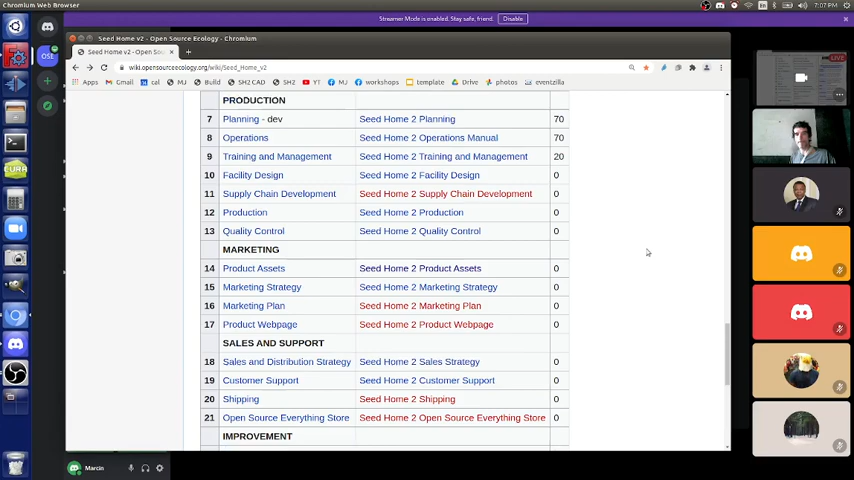 Chromium Web Browser
en
7:07 PM
Streamer Mode is enabled. Stay safe, friend.
Disable
Seed Home v2 - Open Source Ecology - Chromium
Seed Home v2 - Open Sou
wiki.opensourceecology.org/wiki/Seed_Home_v2
Apps
Gmail
cal
MJ
Build
SH2 CAD
SH2
YT
MJ
workshops
template
Drive
photos
eventzilla
OSE
LIVE
CURA
PRODUCTION
7 Planning - dev Seed Home 2 Planning 70
8 Operations Seed Home 2 Operations Manual 70
9 Training and Management Seed Home 2 Training and Management 20
10 Facility Design Seed Home 2 Facility Design 0
11 Supply Chain Development Seed Home 2 Supply Chain Development 0
12 Production Seed Home 2 Production 0
13 Quality Control Seed Home 2 Quality Control 0
MARKETING
14 Product Assets Seed Home 2 Product Assets 0
15 Marketing Strategy Seed Home 2 Marketing Strategy 0
16 Marketing Plan Seed Home 2 Marketing Plan 0
17 Product Webpage Seed Home 2 Product Webpage 0
SALES AND SUPPORT
18 Sales and Distribution Strategy Seed Home 2 Sales Strategy 0
19 Customer Support Seed Home 2 Customer Support 0
20 Shipping Seed Home 2 Shipping 0
21 Open Source Everything Store Seed Home 2 Open Source Everything Store 0
IMPROVEMENT
Marcin